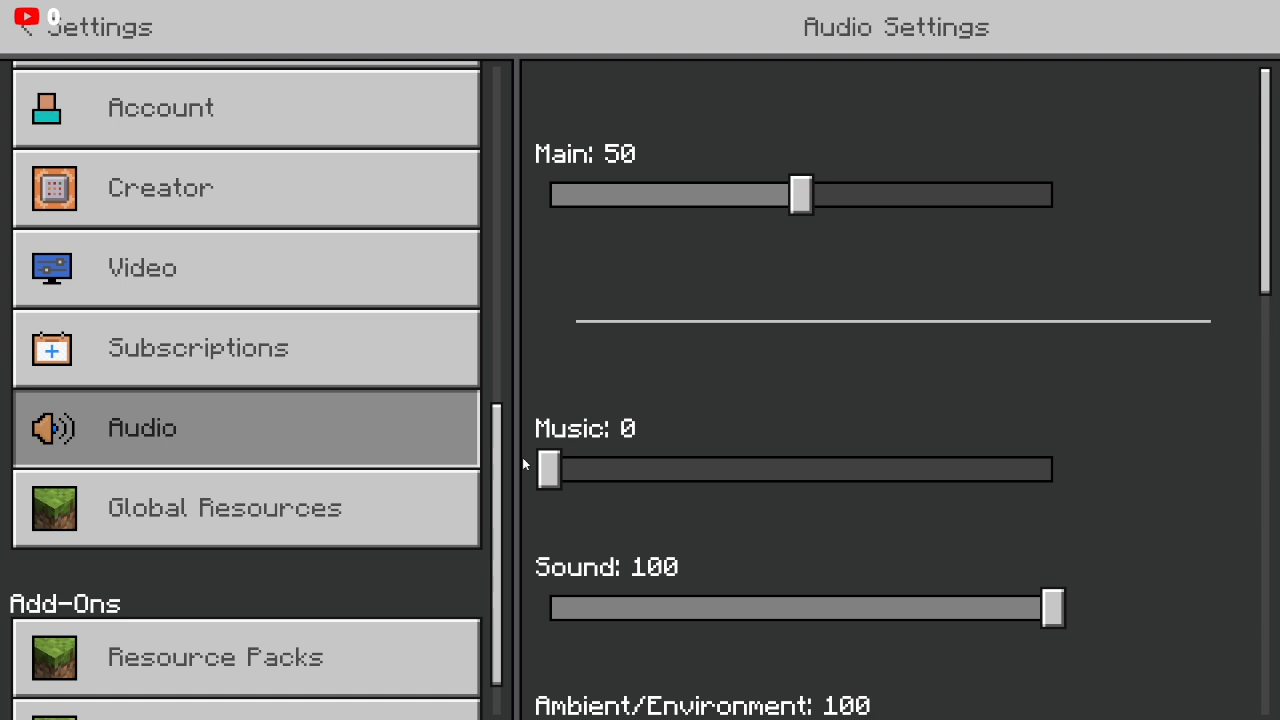 0
Settings
Audio Settings
Account
Creator
Video
Subscriptions
Audio
Global Resources
Add-Ons
Resource Packs
Main: 50
Music: 0
Sound: 100
Ambient/Environment: 100